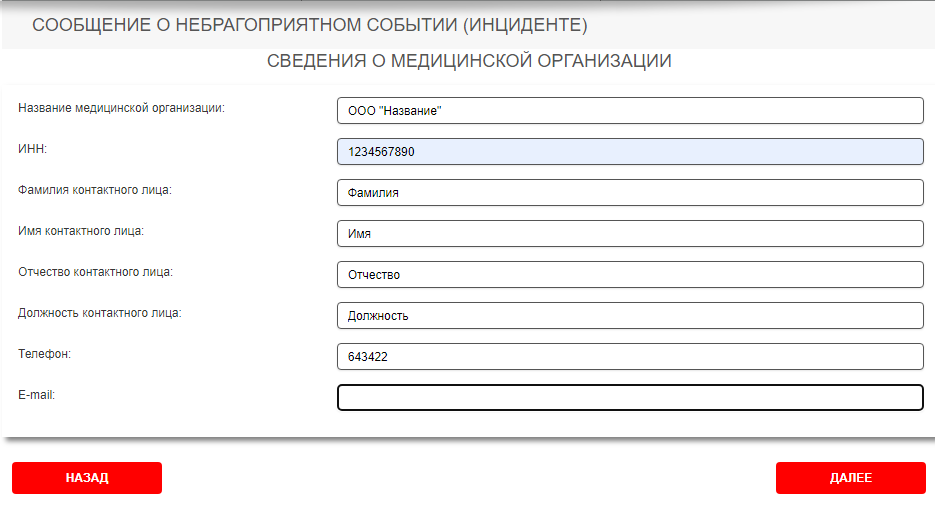 СООБЩЕНИЕ О НЕБРАГОПРИЯТНОМ СОБЫТИИ (ИНЦИДЕНТЕ)
СВЕДЕНИЯ О МЕДИЦИНСКОЙ ОРГАНИЗАЦИИ
Название медицинской организации: ООО "Название"
ИНН: 1234567890
Фамилия контактного лица: Фамилия
Имя контактного лица: Имя
Отчество контактного лица: Отчество
Должность контактного лица: Должность
Телефон: 643422
E-mail:
НАЗАД ДАЛЕЕ